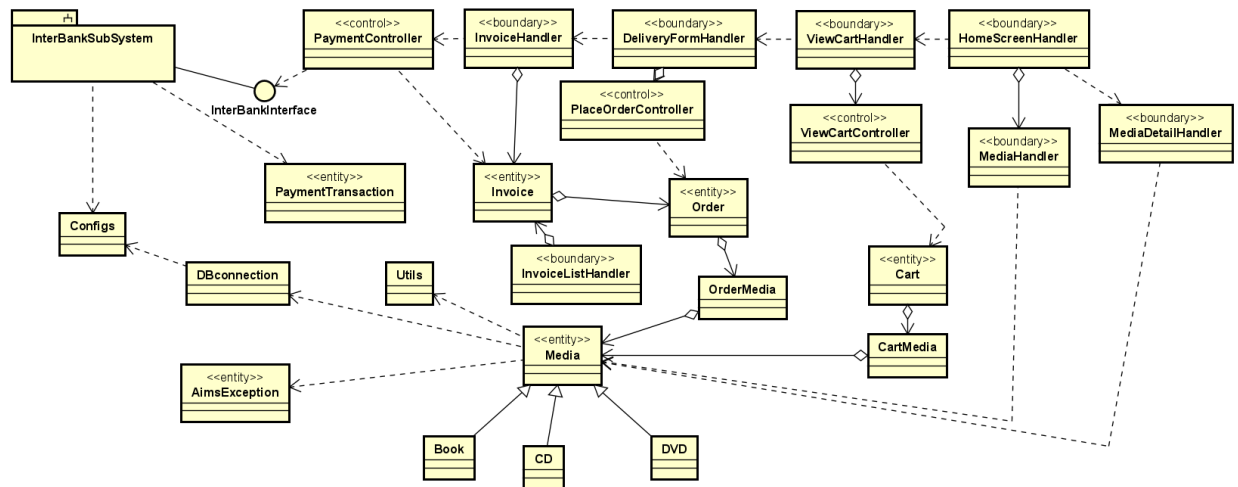 InterBankSubSystem
<<control>>
PaymentController
<<boundary>>
InvoiceHandler
<<boundary>>
DeliveryFormHandler
<<boundary>>
ViewCartHandler
<<boundary>>
HomeScreenHandler
InterBankInterface
<<control>>
PlaceOrderController
<<control>>
ViewCartController
<<boundary>>
MediaHandler
<<boundary>>
MediaDetailHandler
<<entity>>
PaymentTransaction
<<entity>>
Invoice
<<entity>>
Order
Configs
<<boundary>>
InvoiceListHandler
<<entity>>
Cart
DBconnection
Utils
OrderMedia
<<entity>>
Media
CartMedia
<<entity>>
AimsException
Book
CD
DVD